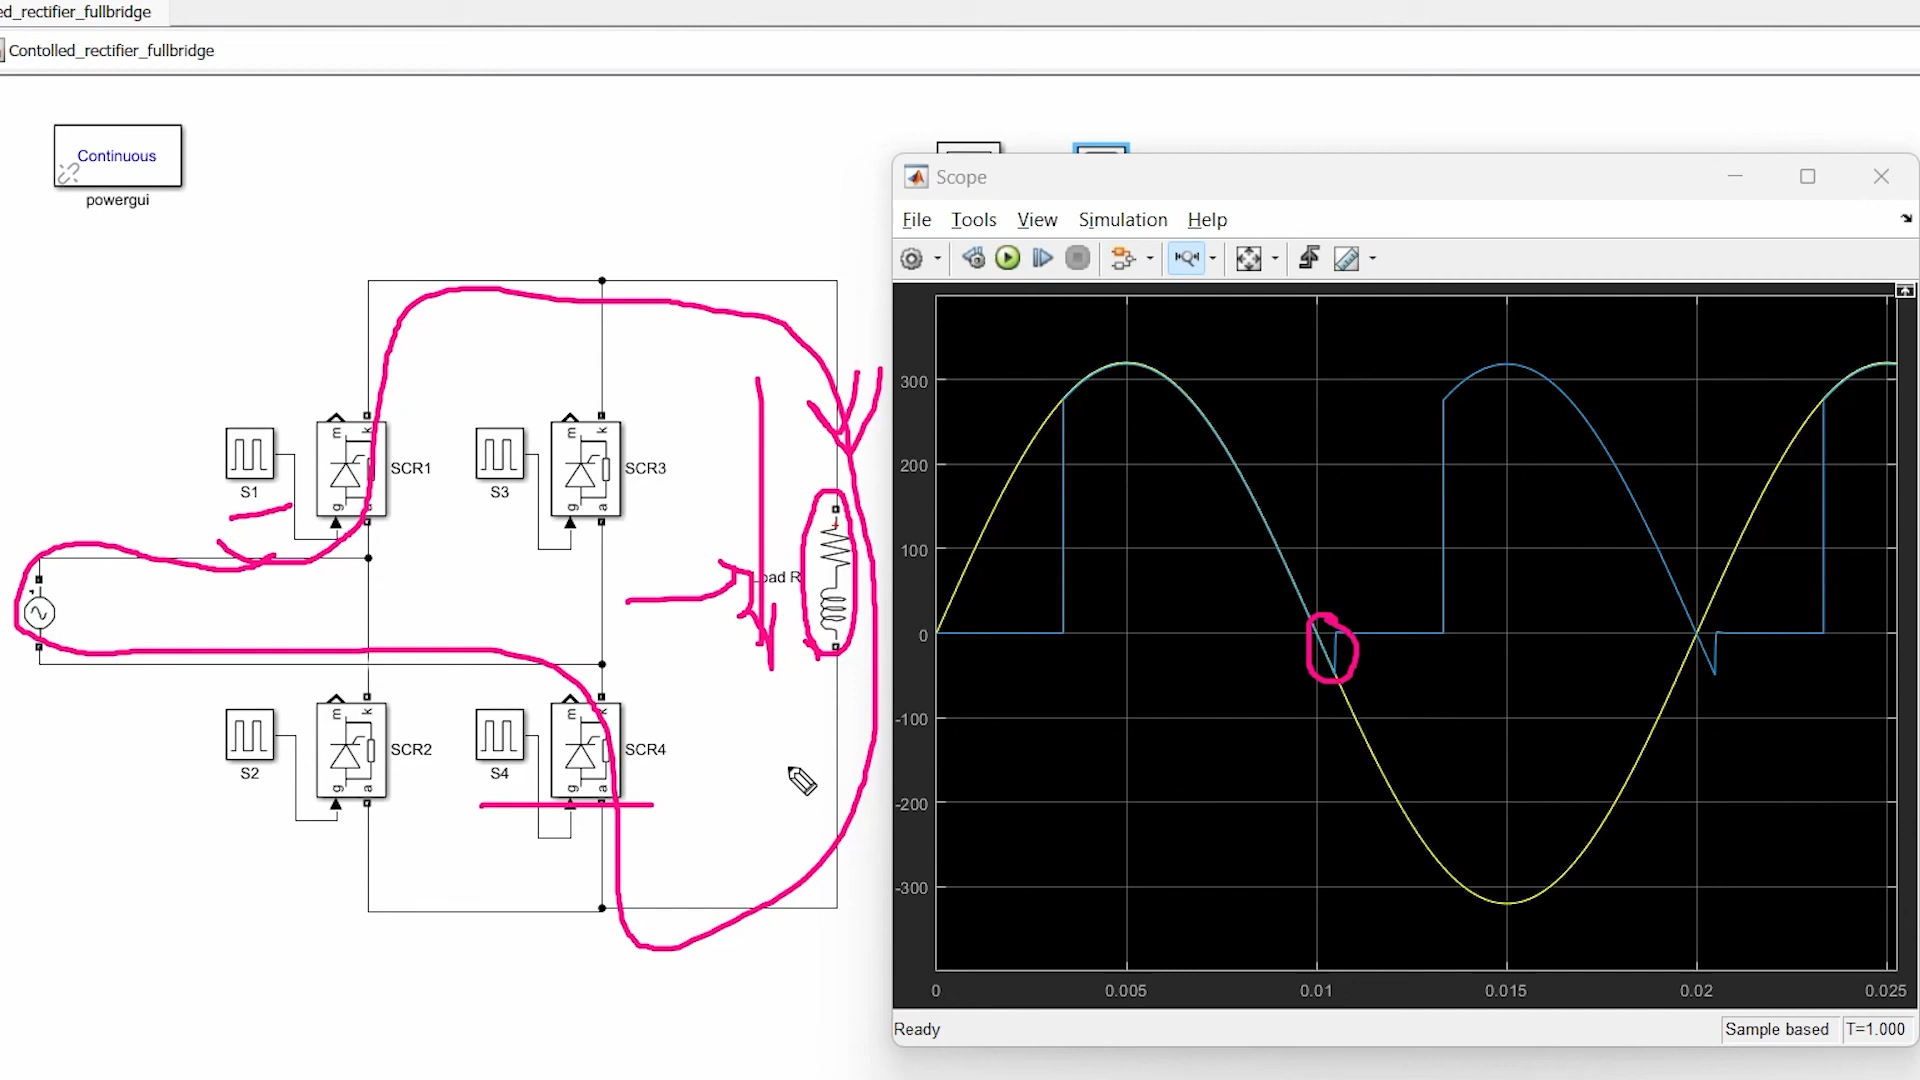 ed_rectifier_fullbridge
Contolled_rectifier_fullbridge
Continuous
powergui
Scope
File Tools View Simulation Help
m k
g a
SCR1
S1
m k
g a
SCR3
S3
oad R
m k
g a
SCR2
S2
m k
g a
SCR4
S4
300
200
100
0
-100
-200
-300
0 0.005 0.01 0.015 0.02 0.025
Ready
Sample based T=1.000